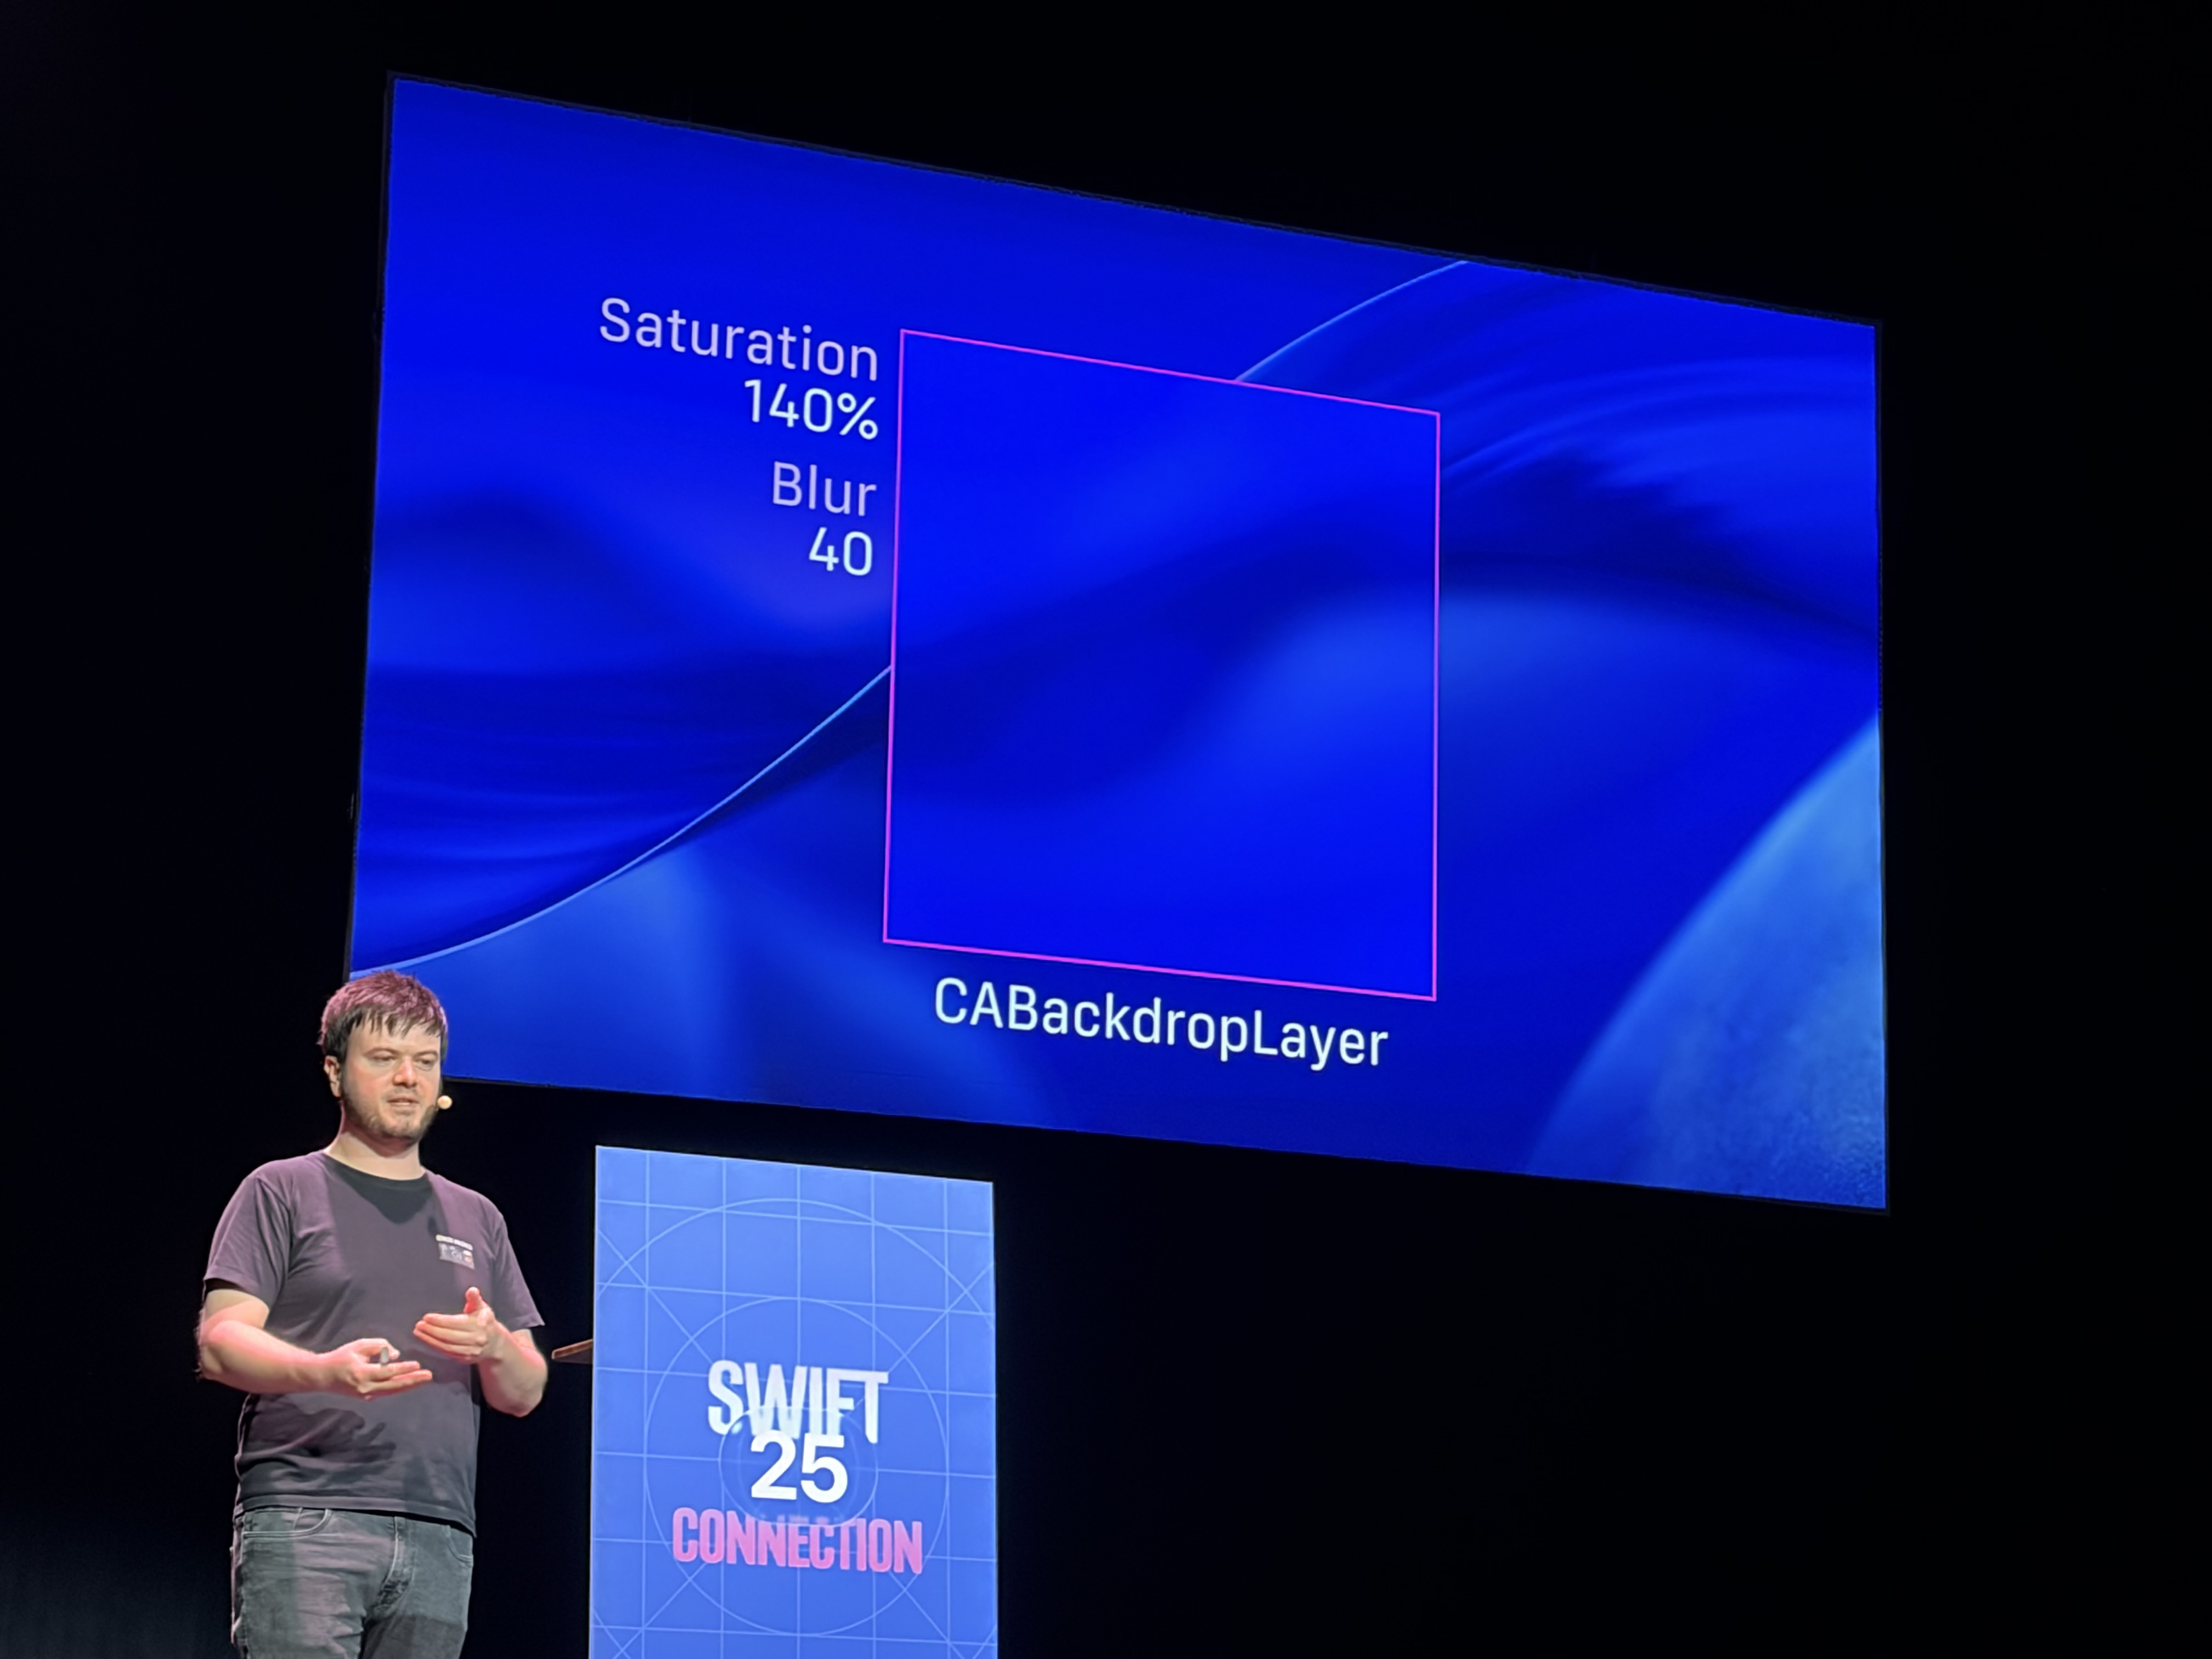 Saturation
140%
Blur
40
CABackdropLayer
SWIFT
25
CONNECTION